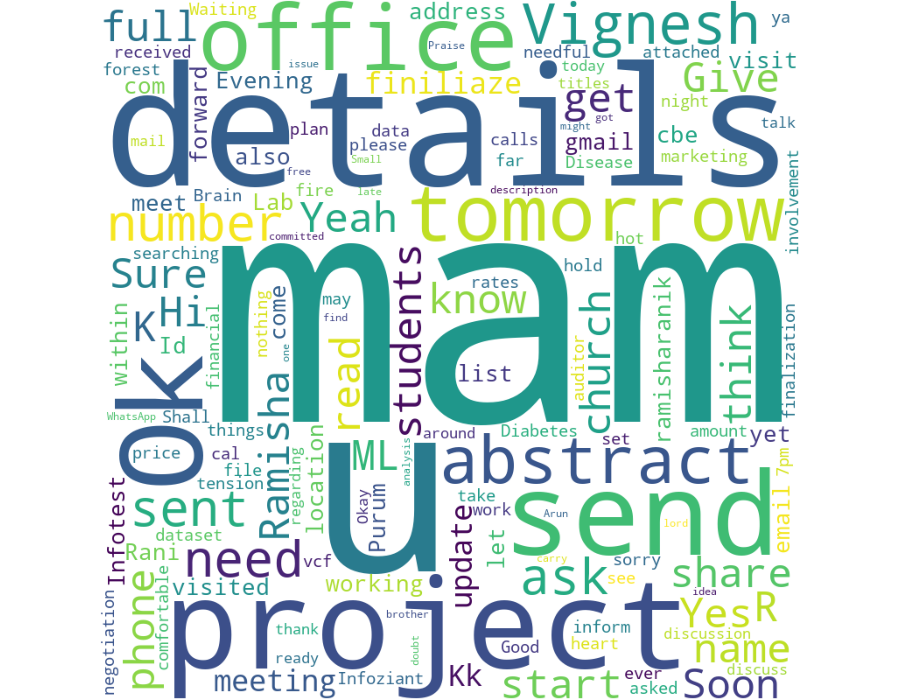 Waiting
full
office
address
Vignesh
ya
received
Praise
needful
attached
visit
forest
issue
today
com
forward
Evening
finiliaze
titles
get
Give
night
details
mail
plan
data
please
calls
might
got
gmail
cbe
talk
also
Small
far
Disease
marketing
involvement
free
meet
Brain
fire
late
description
Lab
number
Yeah
tomorrow
committed
hot
searching
mam
students
Sure
Hi
K
Id
nothing
come
may
find
one
rates
know
hold
church
ramisharanik
think
finalization
within
financial
read
list
auditor
Ok
WhatsApp
Shall
Ramisha
things
location
around
Diabetes
set
amount
yet
price
cal
file
tension
regarding
ML
analysis
u
abstract
7pm
email
Infotest
sent
Okay
Purum
take
work
send
Arun
lord
dataset
Rani
need
vcf
update
let
carry
sorry
see
share
phone
comfortable
visited
working
ask
idea
negotiation
project
brother
Yes
R
thank
doubt
inform
heart
discussion
name
ready
Good
meeting
Infoziant
Kk
start
ever
asked
discuss
Soon